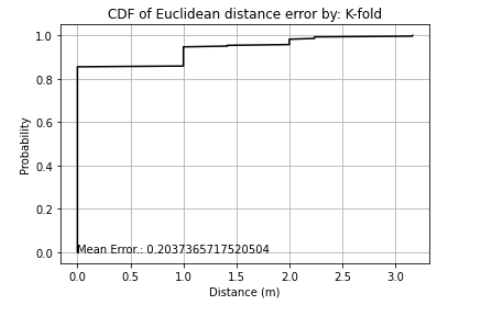 CDF of Euclidean distance error by: K-fold
1.0
0.8
0.6
0.4
0.2
0.0
Probability
Mean Error.: 0.2037365717520504
0.0 0.5 1.0 1.5 2.0 2.5 3.0
Distance (m)